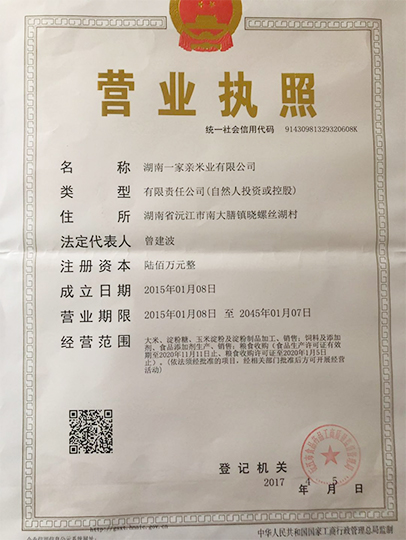 营业执照
统一社会信用代码 91430981329320608K
名称 湖南一家亲米业有限公司
类型 有限责任公司(自然人投资或控股)
住所 湖南省沅江市南大膳镇晓螺丝湖村
法定代表人 曾建波
注册资本 陆佰万元整
成立日期 2015年01月08日
营业期限 2015年01月08日 至 2045年01月07日
经营范围 大米、淀粉糖、玉米淀粉及淀粉制品加工、销售；饲料及添加
剂、食品添加剂生产、销售；粮食收购（食品生产许可证有效
期至2020年11月11日止、粮食收购许可证至2020年1月5日
止）。(依法须经批准的项目，经相关部门批准后方可开展经营
活动)
登记机关
2017 4 5
年 月 日
中华人民共和国国家工商行政管理总局监制